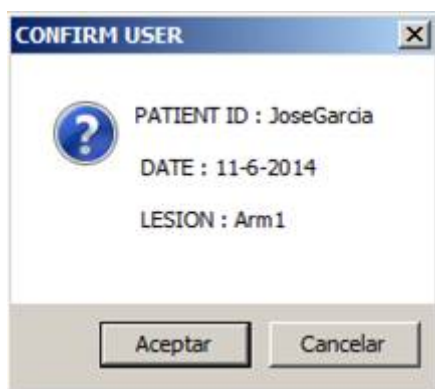 CONFIRM USER
PATIENT ID : JoseGarcia
DATE : 11-6-2014
LESION : Arm1
Aceptar Cancelar